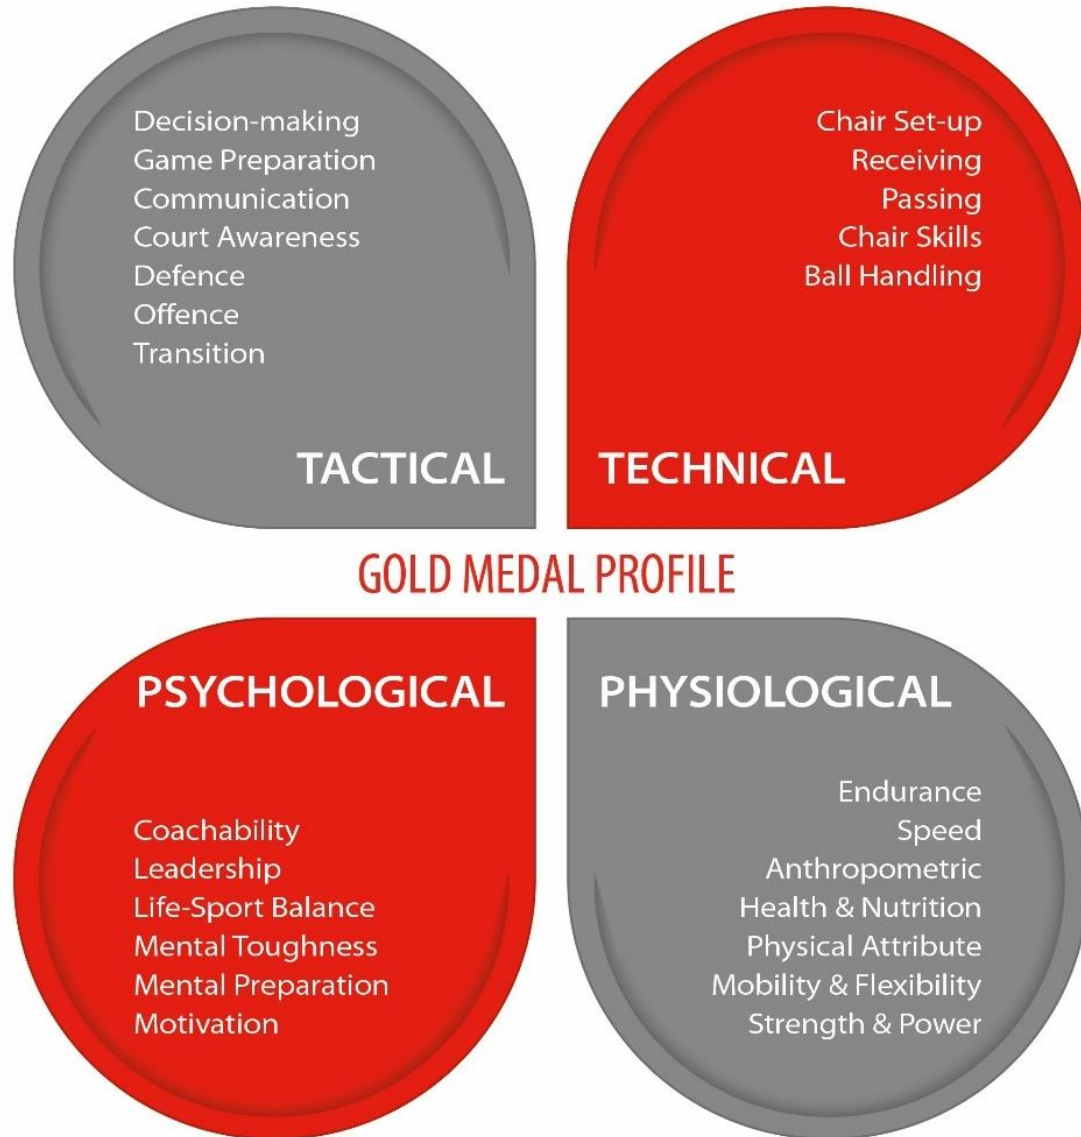 Decision-making
Game Preparation
Communication
Court Awareness
Defence
Offence
Transition
TACTICAL
Chair Set-up
Receiving
Passing
Chair Skills
Ball Handling
TECHNICAL
GOLD MEDAL PROFILE
PSYCHOLOGICAL
Coachability
Leadership
Life-Sport Balance
Mental Toughness
Mental Preparation
Motivation
PHYSIOLOGICAL
Endurance
Speed
Anthropometric
Health & Nutrition
Physical Attribute
Mobility & Flexibility
Strength & Power